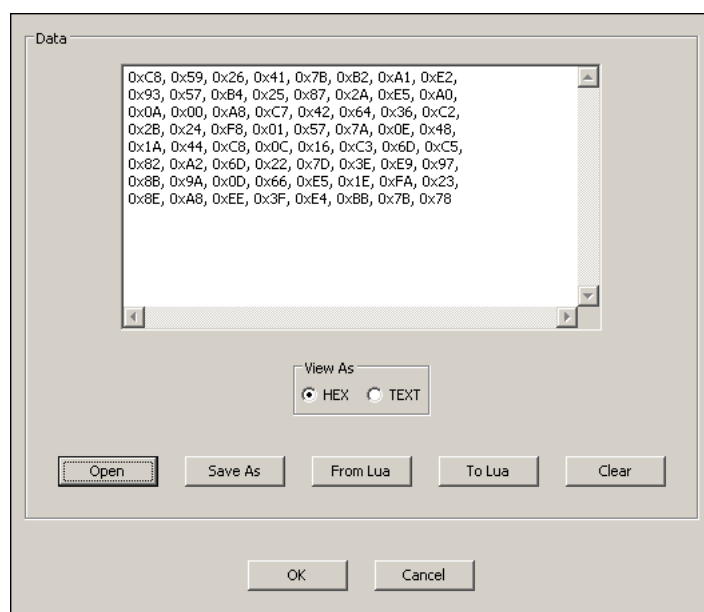 Data
0xC8, 0x59, 0x26, 0x41, 0x7B, 0xB2, 0xA1, 0xE2,
0x93, 0x57, 0xB4, 0x25, 0x87, 0x2A, 0xE5, 0xA0,
0x0A, 0x00, 0xA8, 0xC7, 0x42, 0x64, 0x36, 0xC2,
0x2B, 0x24, 0xF8, 0x01, 0x57, 0x7A, 0x0E, 0x48,
0x1A, 0x44, 0xC8, 0x0C, 0x16, 0xC3, 0x6D, 0xC5,
0x82, 0xA2, 0x6D, 0x22, 0x7D, 0x3E, 0xE9, 0x97,
0x8B, 0x9A, 0x0D, 0x66, 0xE5, 0x1E, 0xFA, 0x23,
0x8E, 0xA8, 0xEE, 0x3F, 0xE4, 0xBB, 0x7B, 0x78
View As
HEX TEXT
Open Save As From Lua To Lua Clear
OK Cancel